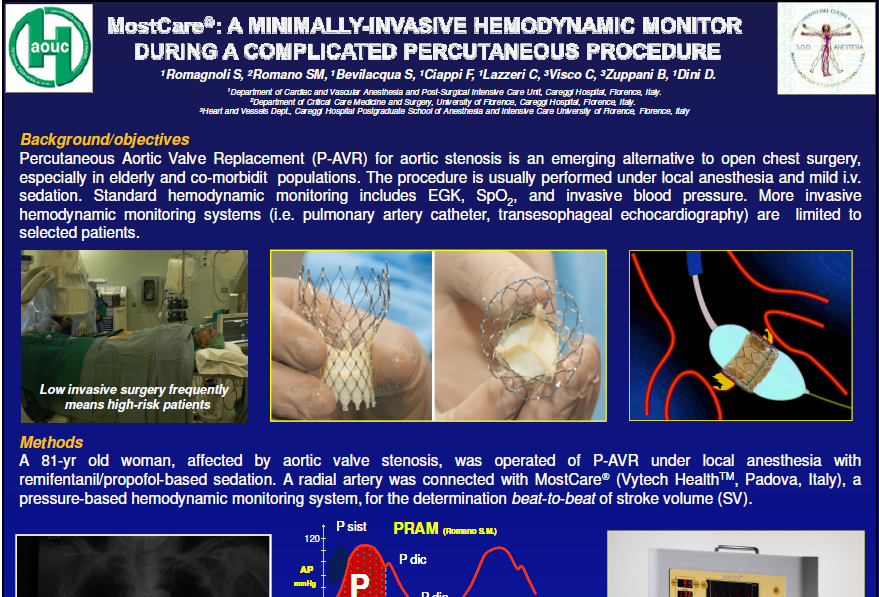 aouc
MostCare®: A MINIMALLY-INVASIVE HEMODYNAMIC MONITOR
DURING A COMPLICATED PERCUTANEOUS PROCEDURE
¹Romagnoli S, ²Romano SM, ¹Bevilacqua S, ¹Ciappi F, ¹Lazzeri C, ³Visco C, ³Zuppani B, ¹Dini D.
¹Department of Cardiac and Vascular Anesthesia and Post-Surgical Intensive Care Unit, Careggi Hospital, Florence, Italy.
²Department of Critical Care Medicine and Surgery, University of Florence, Careggi Hospital, Florence, Italy.
³Heart and Vessels Dept., Careggi Hospital Postgraduate School of Anesthesia and Intensive Care University of Florence, Florence, Italy
S.O.D. ANESTESIA
Background/objectives
Percutaneous Aortic Valve Replacement (P-AVR) for aortic stenosis is an emerging alternative to open chest surgery,
especially in elderly and co-morbidit populations. The procedure is usually performed under local anesthesia and mild i.v.
sedation. Standard hemodynamic monitoring includes EGK, SpO₂, and invasive blood pressure. More invasive
hemodynamic monitoring systems (i.e. pulmonary artery catheter, transesophageal echocardiography) are limited to
selected patients.
Low invasive surgery frequently
means high-risk patients
Methods
A 81-yr old woman, affected by aortic valve stenosis, was operated of P-AVR under local anesthesia with
remifentanil/propofol-based sedation. A radial artery was connected with MostCare® (Vytech Health™, Padova, Italy), a
pressure-based hemodynamic monitoring system, for the determination beat-to-beat of stroke volume (SV).
P sist
PRAM (Romano S.M.)
120
P dic
AP
mmHg
P
P dia